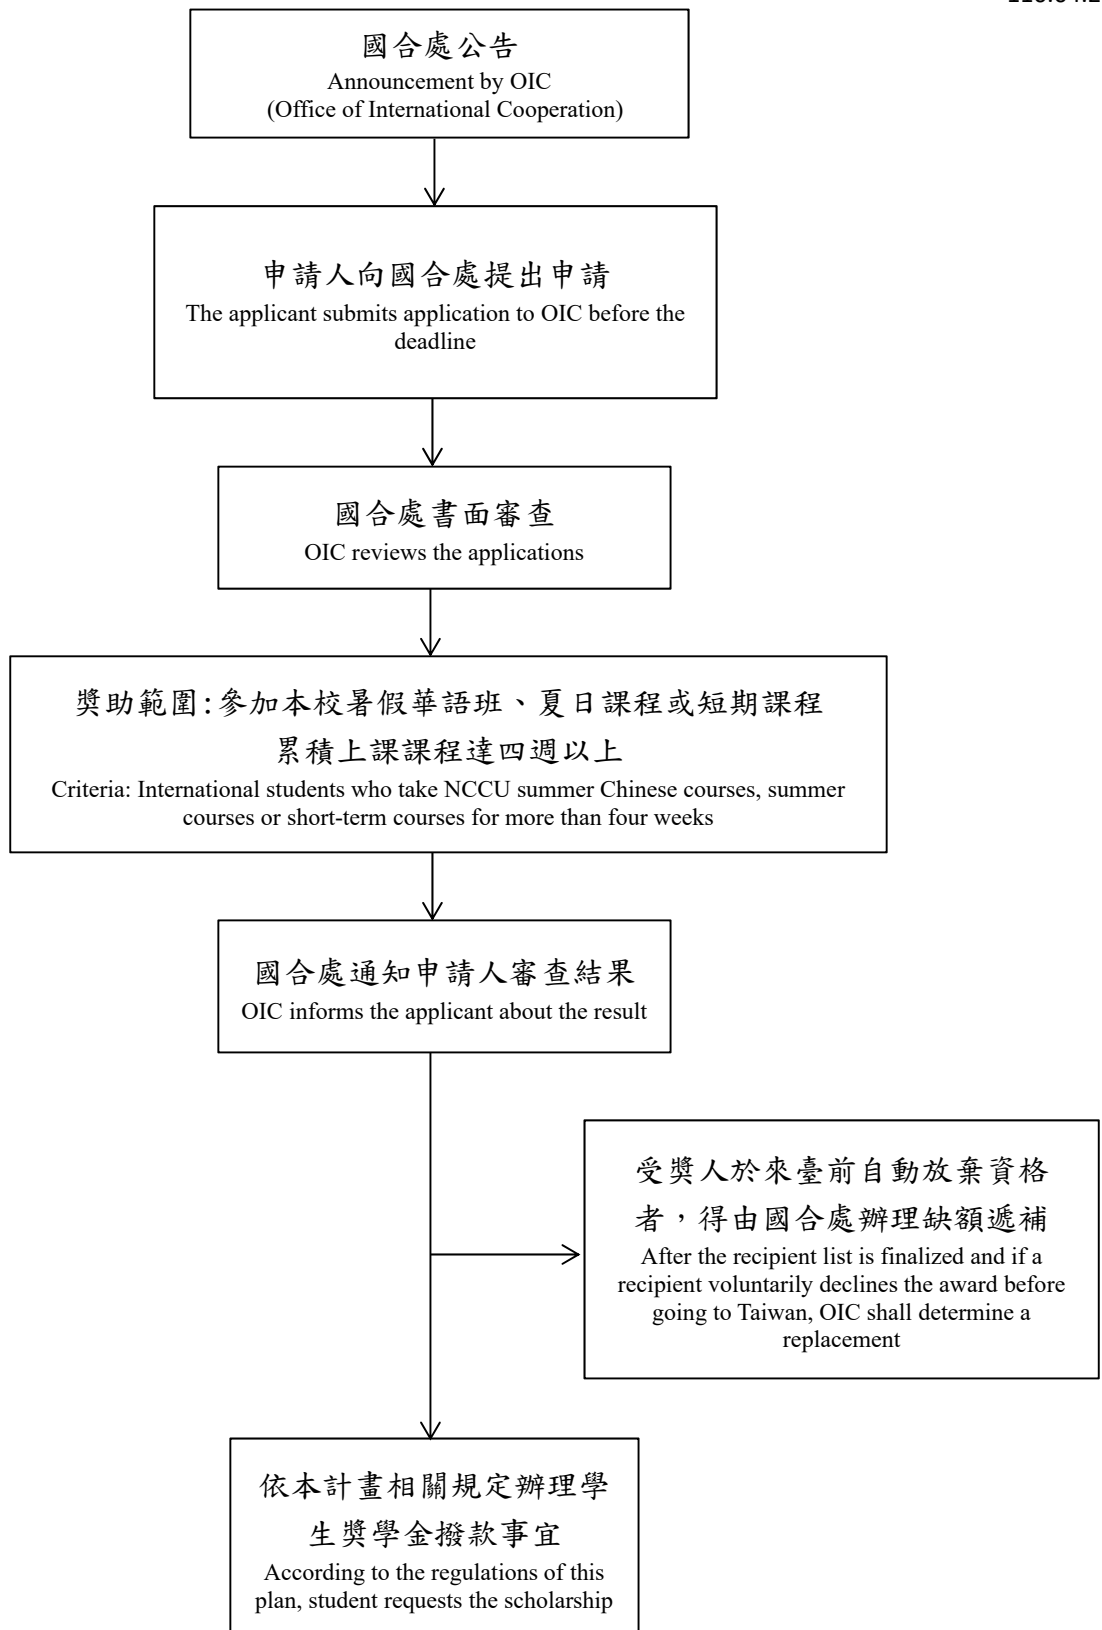 國合處公告
Announcement by OIC
(Office of International Cooperation)
申請人向國合處提出申請
The applicant submits application to OIC before the
deadline
國合處書面審查
OIC reviews the applications
獎助範圍:參加本校暑假華語班、夏日課程或短期課程
累積上課課程達四週以上
Criteria: International students who take NCCU summer Chinese courses, summer
courses or short-term courses for more than four weeks
國合處通知申請人審查結果
OIC informs the applicant about the result
受獎人於來臺前自動放棄資格
者，得由國合處辦理缺額遞補
After the recipient list is finalized and if a
recipient voluntarily declines the award before
going to Taiwan, OIC shall determine a
replacement
依本計畫相關規定辦理學
生獎學金撥款事宜
According to the regulations of this
plan, student requests the scholarship